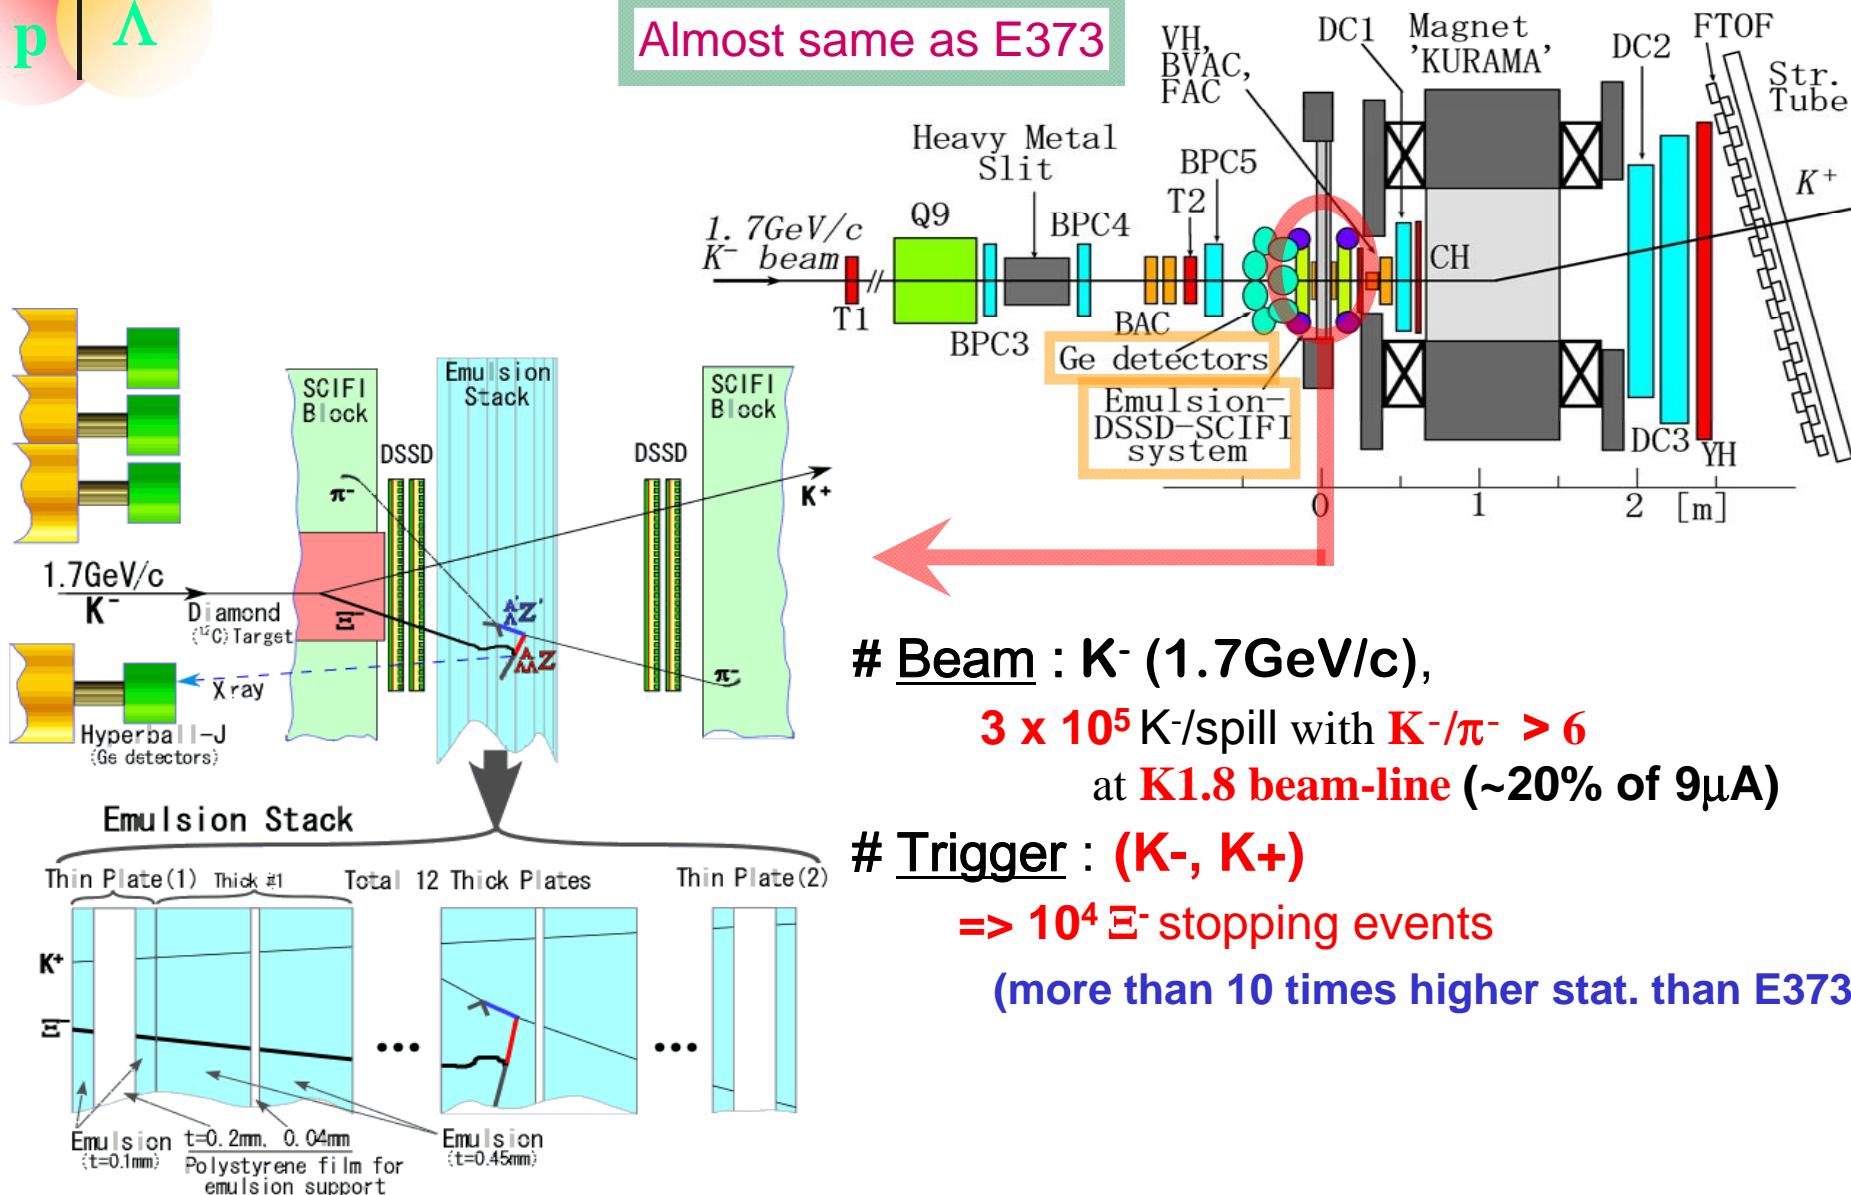 p | Λ
Almost same as E373
VH,
BVAC,
FAC
DC1
Magnet
'KURAMA'
DC2
FTOF
Str.
Tube
K⁺
Heavy Metal
Slit
BPC5
T2
Q9
BPC4
1.7GeV/c
K⁻ beam
T1
BPC3
BAC
CH
Ge detectors
Emulsion-
DSSD-SCIFI
system
DC3
YH
0 1 2 [m]
SCIFI
Block
Emulsion
Stack
SCIFI
Block
DSSD
DSSD
π⁻
K⁺
1.7GeV/c
K⁻
Diamond
(¹²C) Target
Ξ⁻
A'ΛZ'
AΛΛZ
π⁻
X ray
Hyperball-J
(Ge detectors)
# Beam : K⁻ (1.7GeV/c),
3 x 10⁵ K⁻/spill with K⁻/π⁻ > 6
at K1.8 beam-line (~20% of 9μA)
# Trigger : (K-, K+)
=> 10⁴ Ξ⁻ stopping events
(more than 10 times higher stat. than E373
Emulsion Stack
Thin Plate(1)
Thick #1
Total 12 Thick Plates
Thin Plate(2)
K⁺
Ξ⁻
•••
•••
Emulsion
(t=0.1mm)
t=0.2mm, 0.04mm
Polystyrene film for
emulsion support
Emulsion
(t=0.45mm)